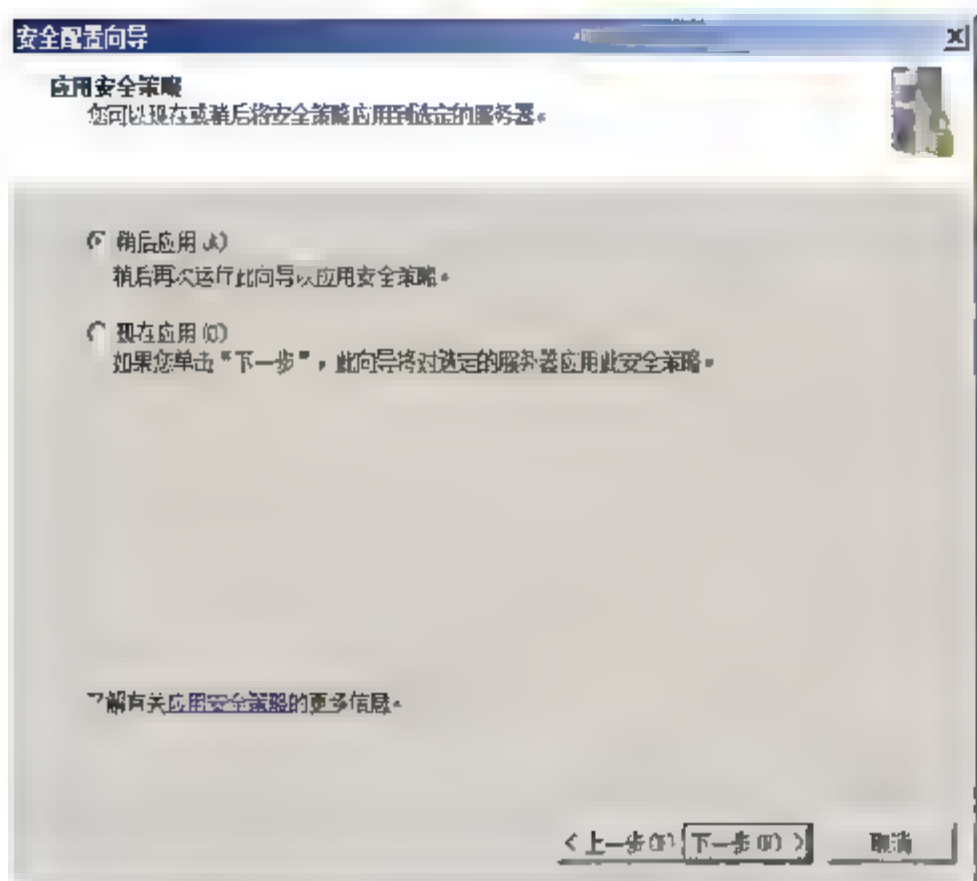 安全配置向导
应用安全策略
您可以现在或稍后将安全策略应用到选定的服务器。
稍后应用(A)
稍后再次运行此向导以应用安全策略。
现在应用(O)
如果您单击“下一步”，此向导将对选定的服务器应用此安全策略。
了解有关应用安全策略的更多信息。
< 上一步(B) 下一步(N) > 取消